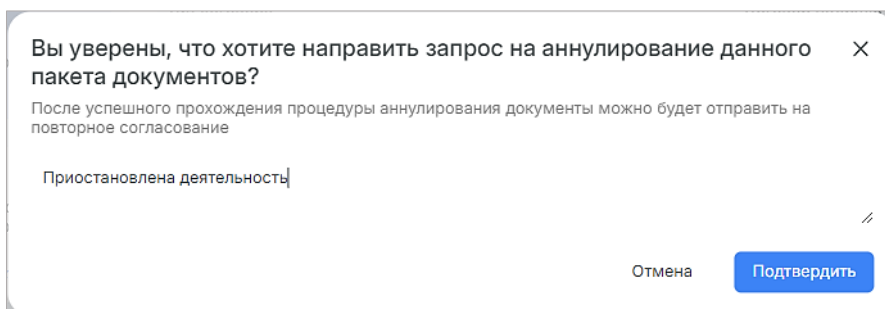 Вы уверены, что хотите направить запрос на аннулирование данного
пакета документов?
После успешного прохождения процедуры аннулирования документы можно будет отправить на
повторное согласование
Приостановлена деятельность
Отмена
Подтвердить